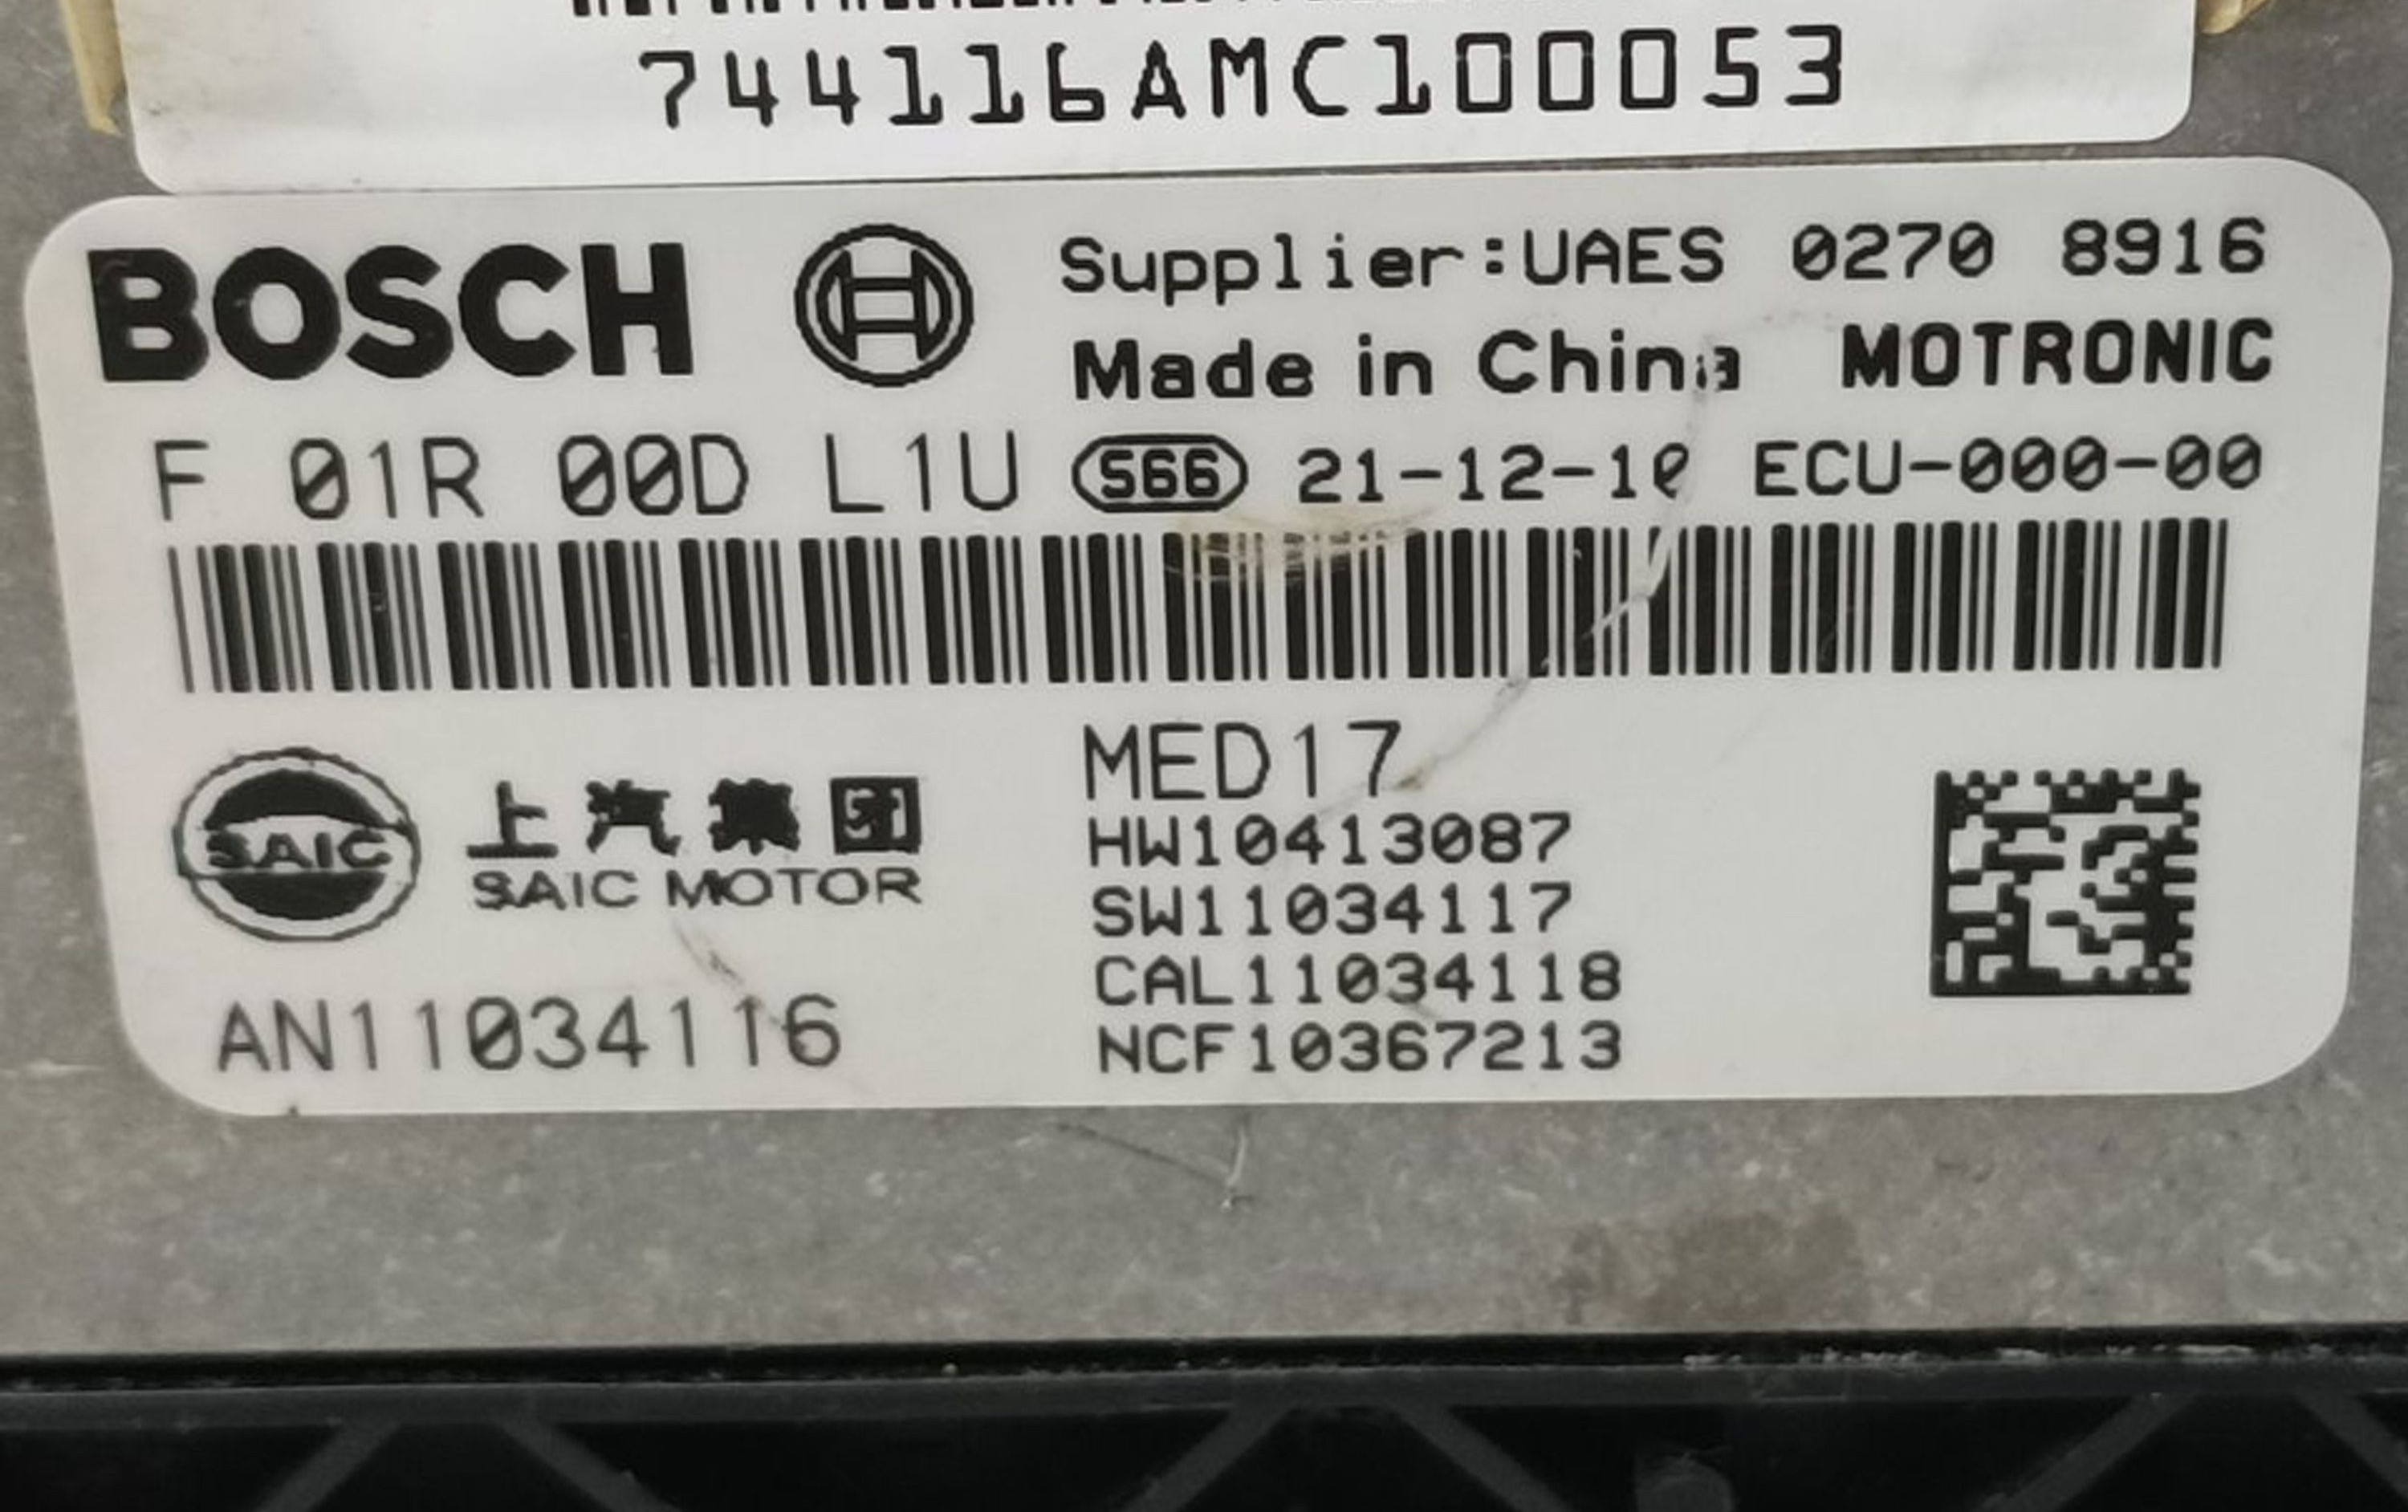 744116AMC100053
BOSCH
Supplier:UAES 0270 8916
Made in China MOTRONIC
F 01R 00D L1U
S66 21-12-10 ECU-000-00
MED17
HW10413087
SW11034117
CAL11034118
NCF10367213
SAIC
上汽集团
SAIC MOTOR
AN11034116